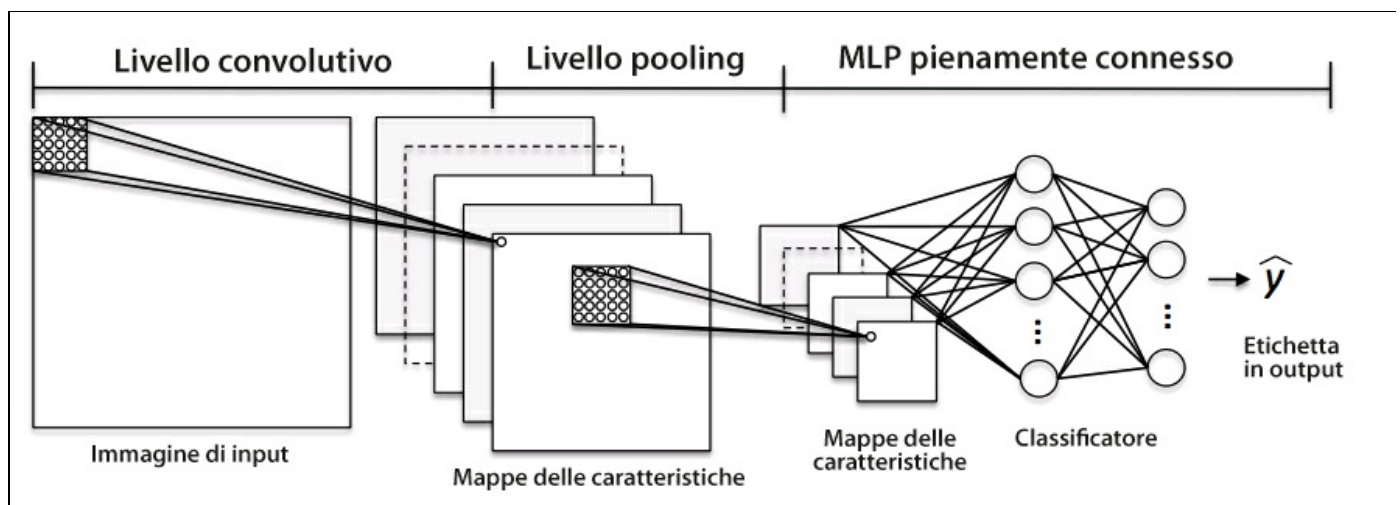 Livello convolutivo
Livello pooling
MLP pienamente connesso
ŷ
Etichetta
in output
Immagine di input
Mappe delle caratteristiche
Mappe delle
caratteristiche
Classificatore